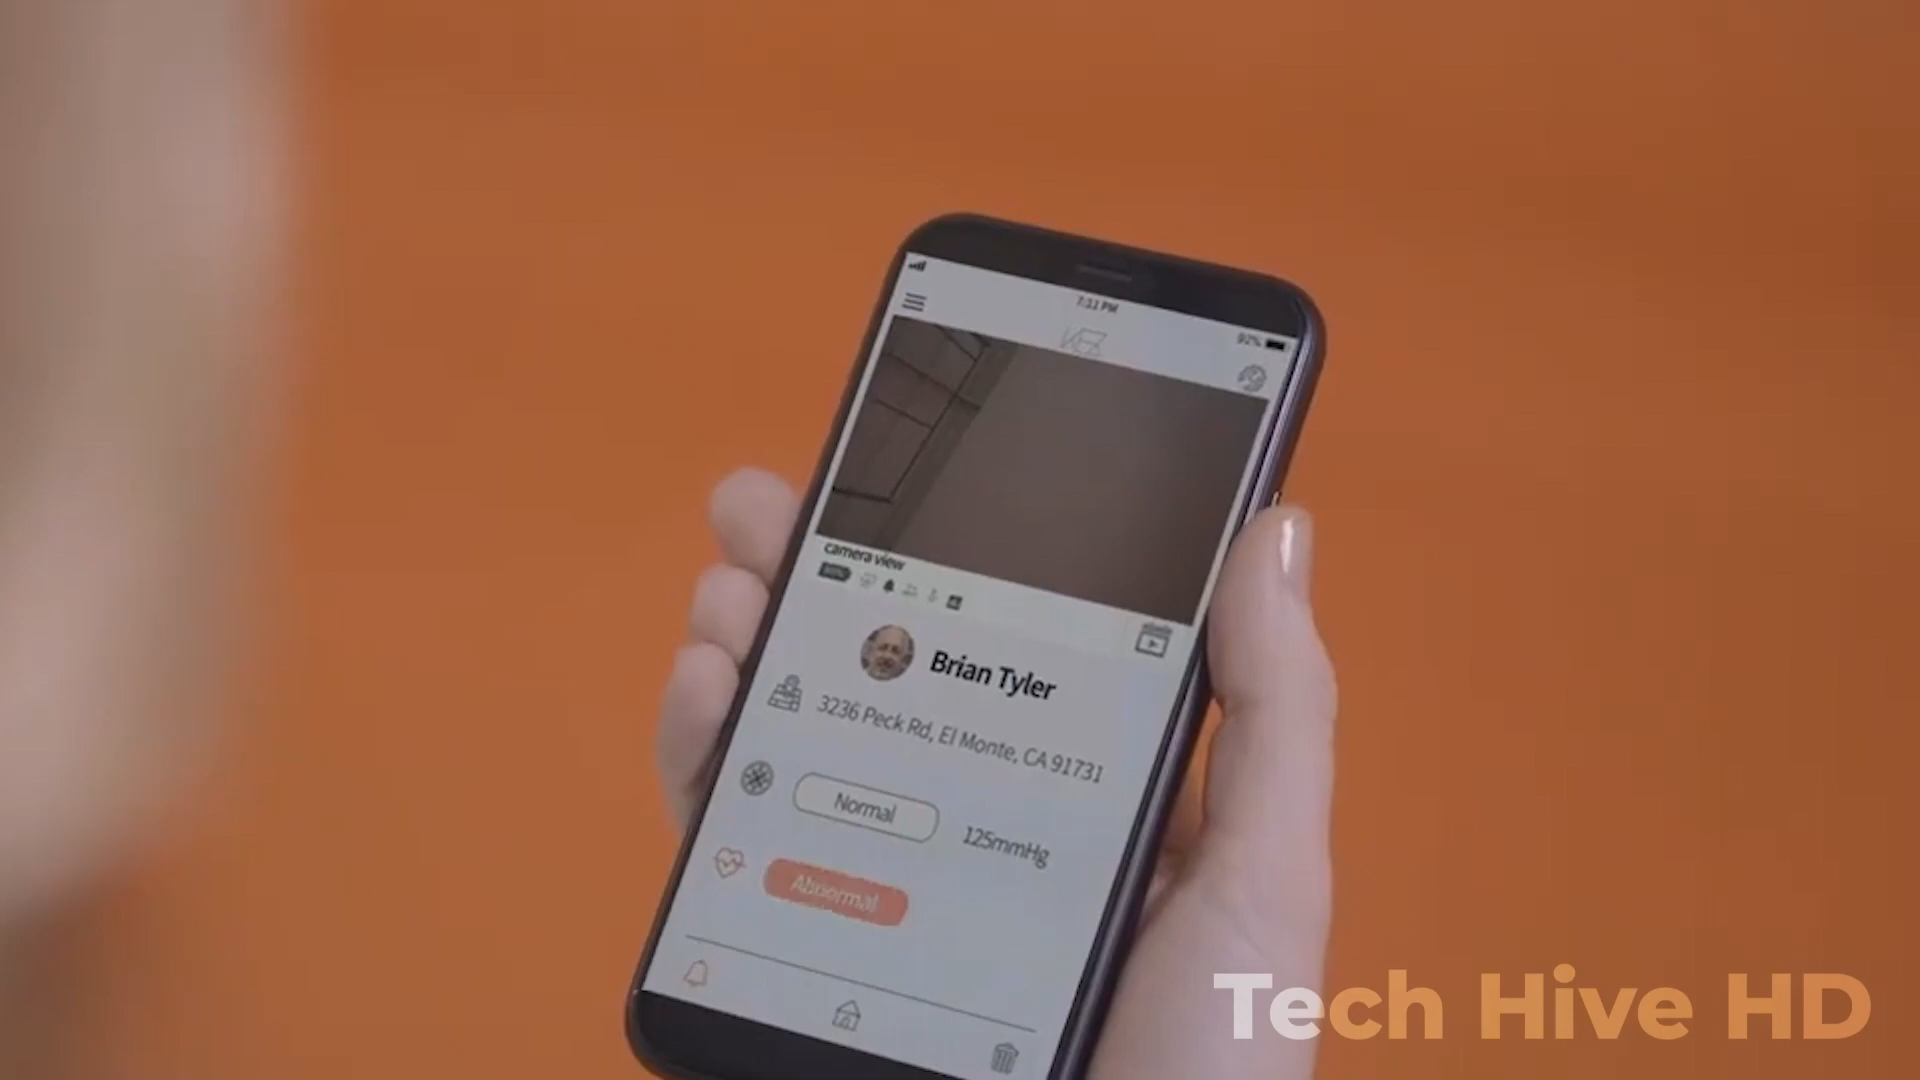 7:11 PM
92%
camera view
Brian Tyler
3236 Peck Rd, El Monte, CA 91731
Normal
125mmHg
Abnormal
Tech Hive HD